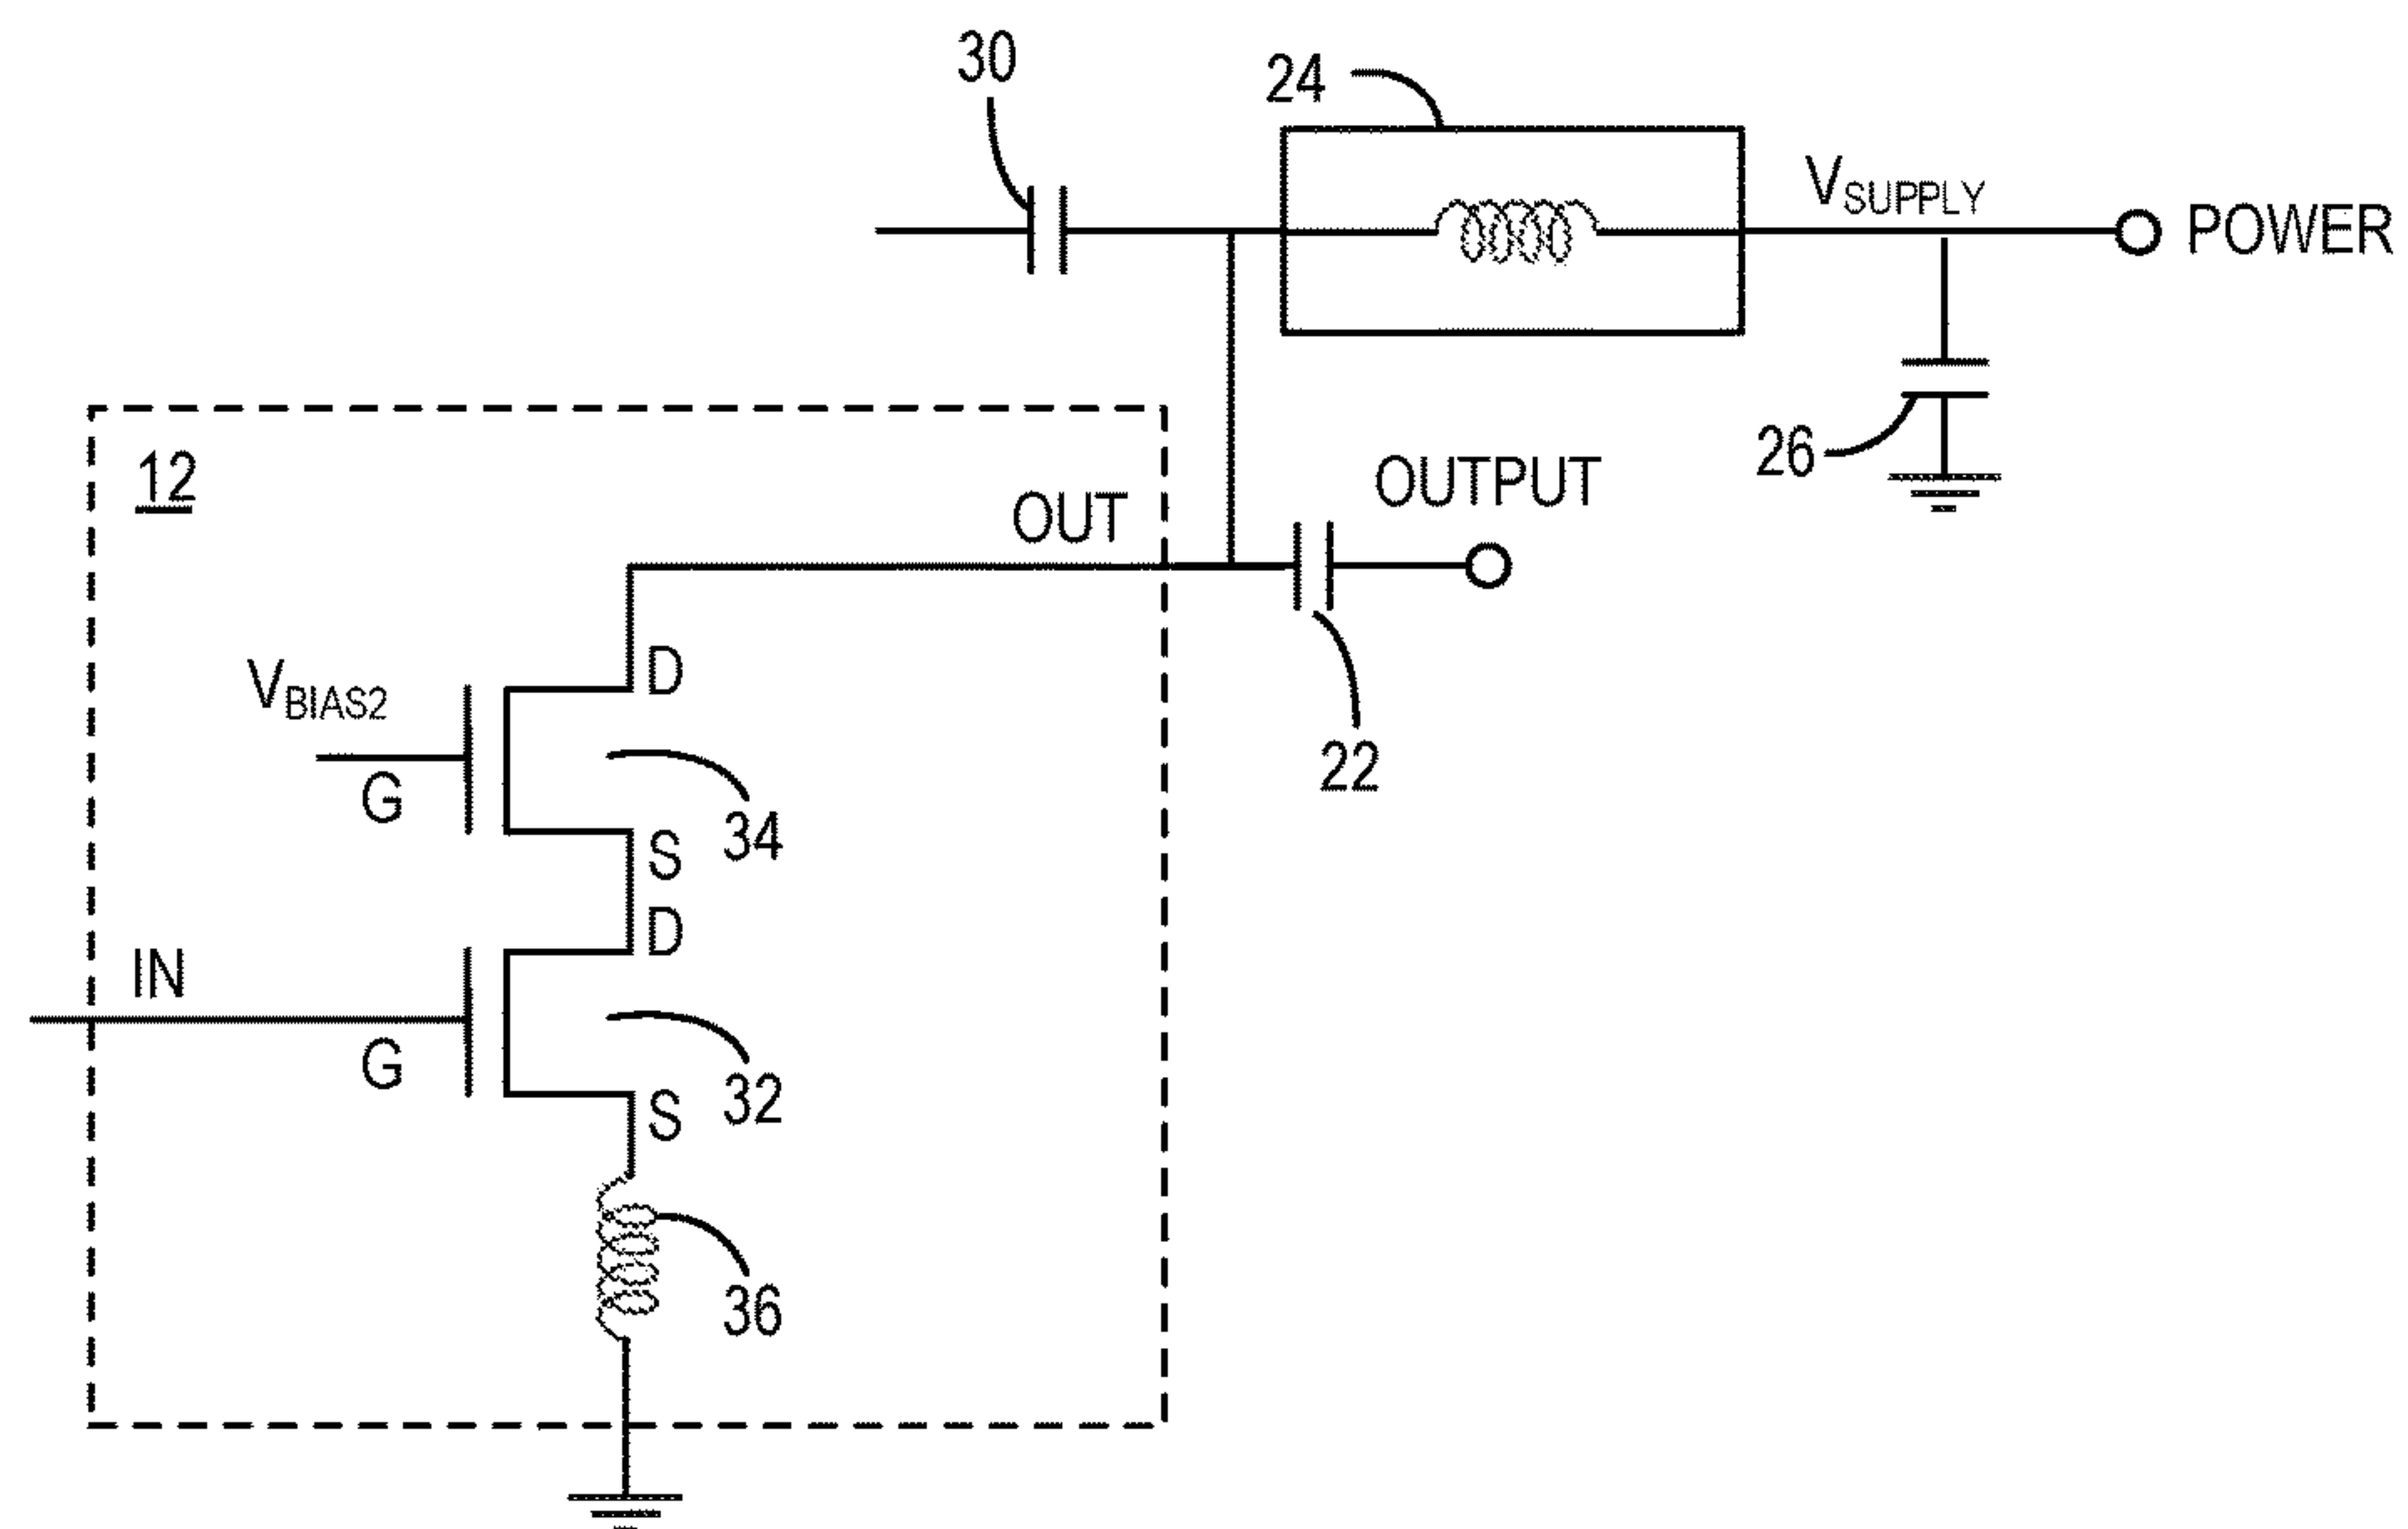 30
24
VSUPPLY
POWER
12
OUT
OUTPUT
26
VBIAS2
D
G
S
34
22
D
IN
G
S
32
36